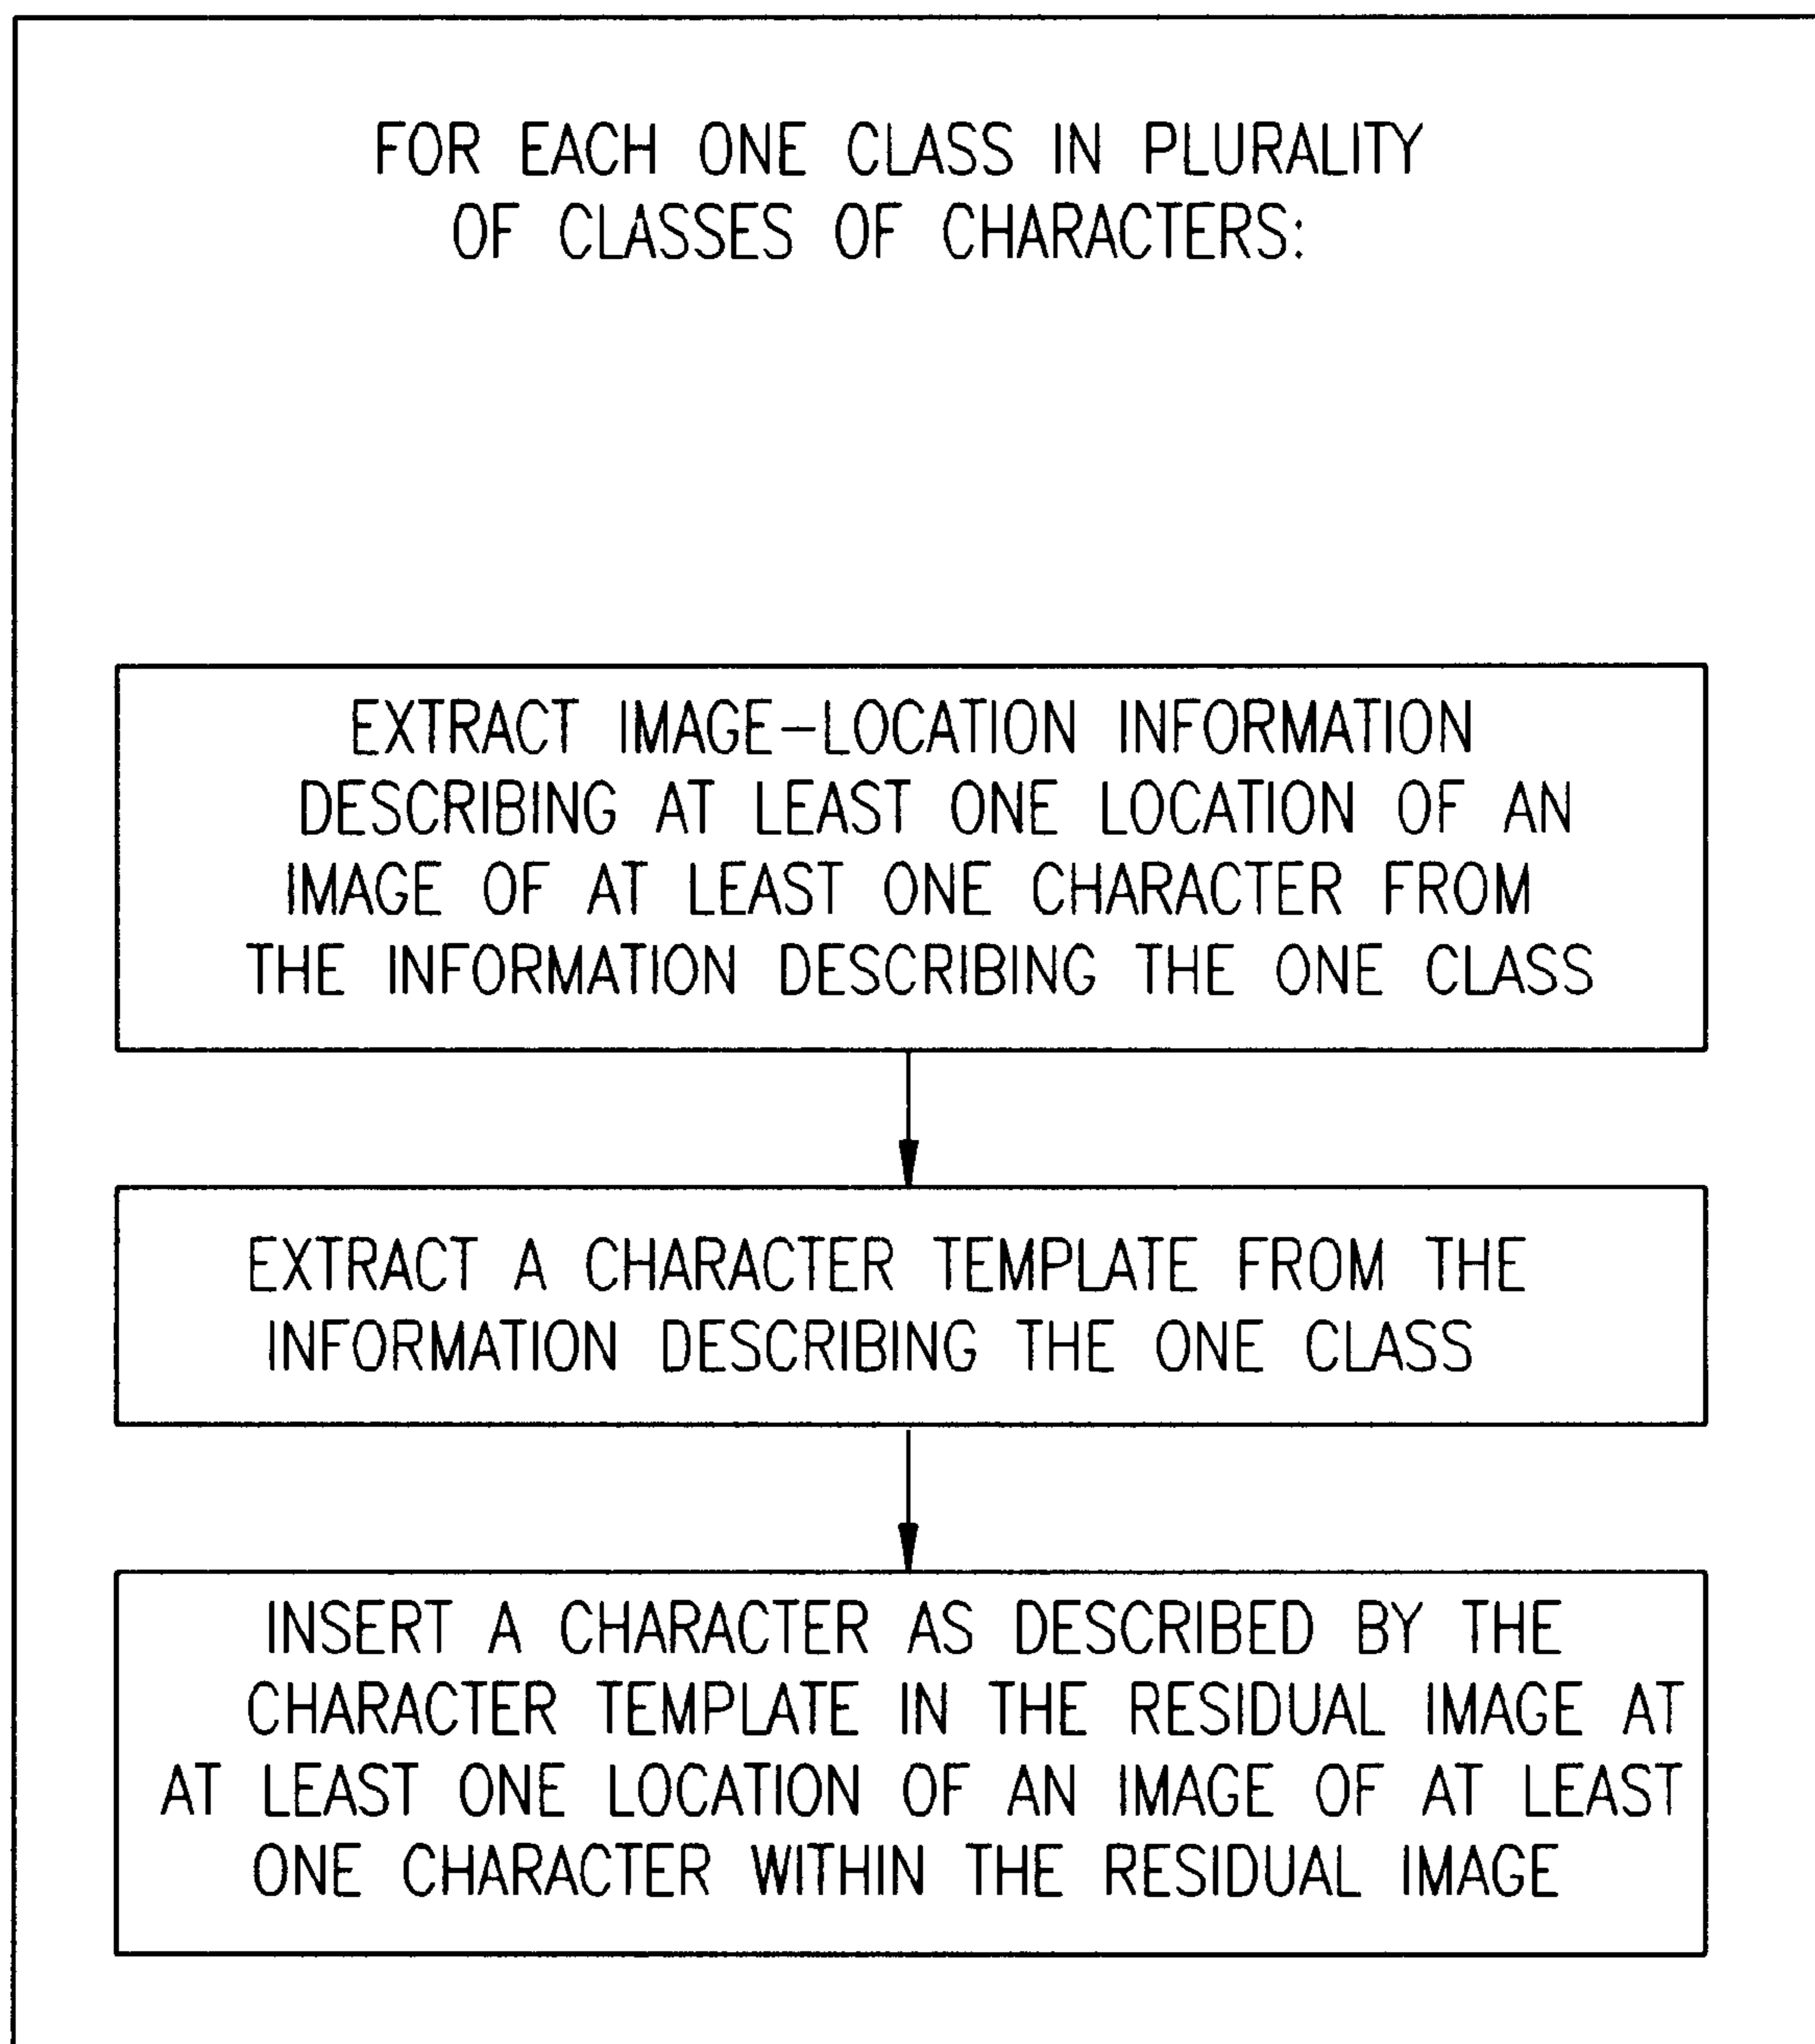 FOR EACH ONE CLASS IN PLURALITY
OF CLASSES OF CHARACTERS:
EXTRACT IMAGE-LOCATION INFORMATION
DESCRIBING AT LEAST ONE LOCATION OF AN
IMAGE OF AT LEAST ONE CHARACTER FROM
THE INFORMATION DESCRIBING THE ONE CLASS
EXTRACT A CHARACTER TEMPLATE FROM THE
INFORMATION DESCRIBING THE ONE CLASS
INSERT A CHARACTER AS DESCRIBED BY THE
CHARACTER TEMPLATE IN THE RESIDUAL IMAGE AT
AT LEAST ONE LOCATION OF AN IMAGE OF AT LEAST
ONE CHARACTER WITHIN THE RESIDUAL IMAGE